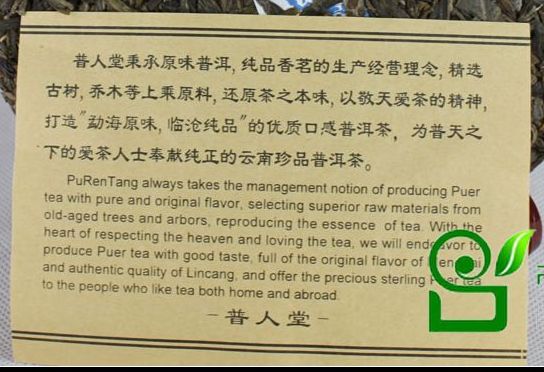 普人堂秉承原味普洱,纯品香茗的生产经营理念,精选
古树,乔木等上乘原料,还原茶之本味,以敬天爱茶的精神,
打造"勐海原味,临沧纯品"的优质口感普洱茶,为普天之
下的爱茶人士奉献纯正的云南珍品普洱茶。
PuRenTang always takes the management notion of producing Puer
tea with pure and original flavor, selecting superior raw materials from
old-aged trees and arbors, reproducing the essence of tea. With the
heart of respecting the heaven and loving the tea, we will endeavor to
produce Puer tea with good taste, full of the original flavor of
and authentic quality of Lincang, and offer the precious sterling Puer tea
to the people who like tea both home and abroad.
-普人堂-